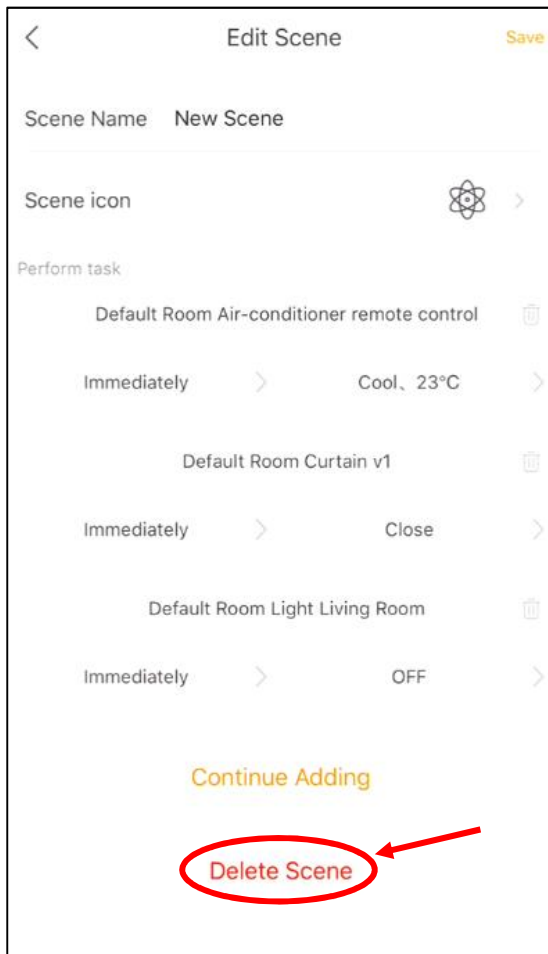 Edit Scene Save
Scene Name New Scene
Scene icon
Perform task
Default Room Air-conditioner remote control
Immediately Cool、23°C
Default Room Curtain v1
Immediately Close
Default Room Light Living Room
Immediately OFF
Continue Adding
Delete Scene